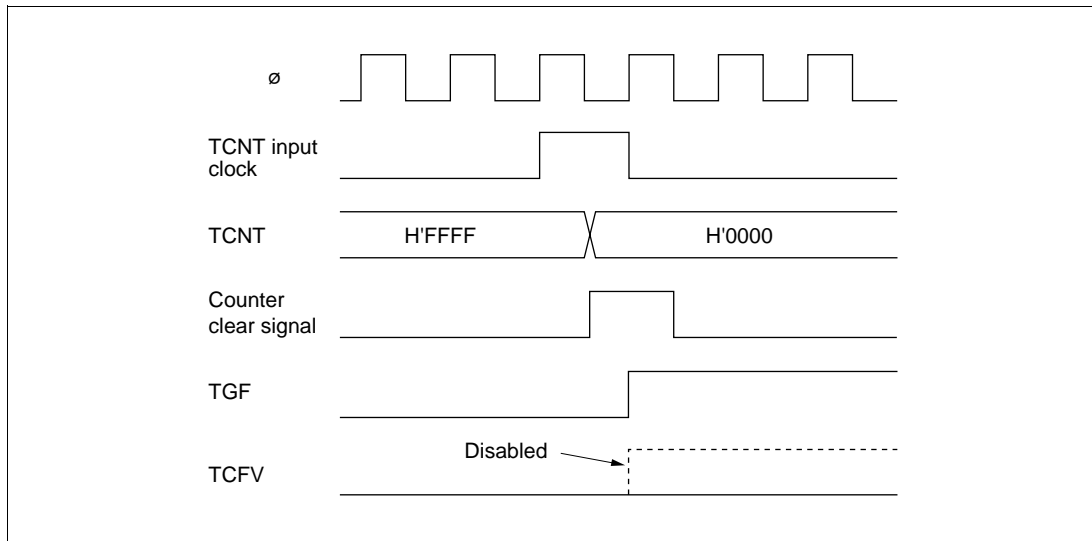 ø
TCNT input
clock
TCNT
H'FFFF
H'0000
Counter
clear signal
TGF
Disabled
TCFV